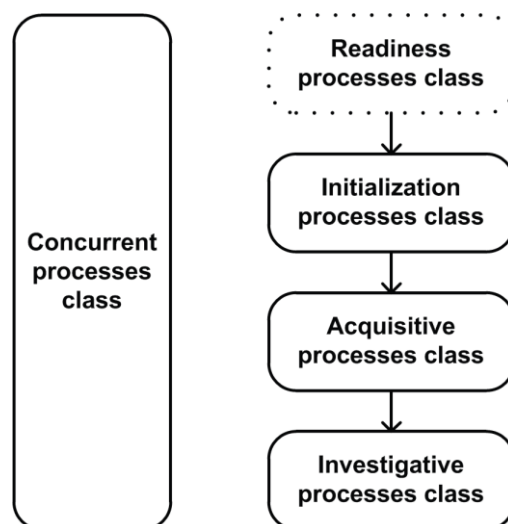 Concurrent
processes
class
Readiness
processes class
Initialization
processes class
Acquisitive
processes class
Investigative
processes class